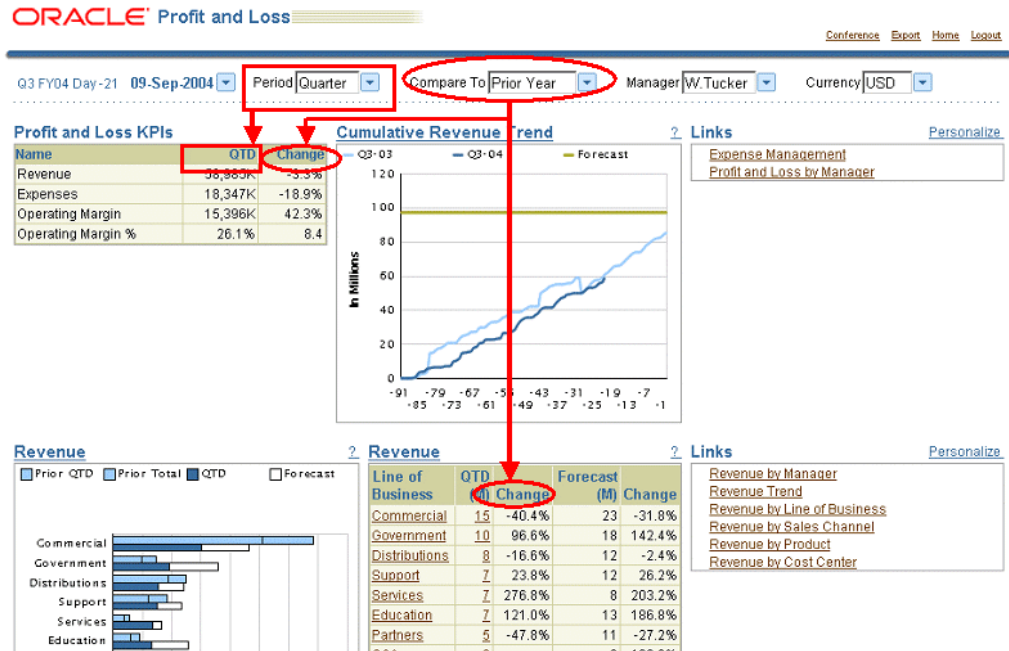 ORACLE Profit and Loss
Conference Export Home Logout
Q3 FY04 Day -21 09-Sep-2004 Period Quarter Compare To Prior Year Manager W.Tucker Currency USD
Profit and Loss KPIs
Name QTD Change
Revenue 58,985K -3.3%
Expenses 18,347K -18.9%
Operating Margin 15,396K 42.3%
Operating Margin % 26.1% 8.4
Cumulative Revenue Trend ?
Q3-03 Q3-04 Forecast
120
100
80
60
40
20
0
In Millions
-91 -79 -67 -55 -43 -31 -19 -7
-85 -73 -61 -49 -37 -25 -13 -1
Links Personalize
Expense Management
Profit and Loss by Manager
Revenue ?
Prior QTD Prior Total QTD Forecast
Commercial
Government
Distributions
Support
Services
Education
Revenue ?
Line of Business QTD (M) Change Forecast (M) Change
Commercial 15 -40.4% 23 -31.8%
Government 10 96.6% 18 142.4%
Distributions 8 -16.6% 12 -2.4%
Support 7 23.8% 12 26.2%
Services 7 276.8% 8 203.2%
Education 7 121.0% 13 186.8%
Partners 5 -47.8% 11 -27.2%
Links Personalize
Revenue by Manager
Revenue Trend
Revenue by Line of Business
Revenue by Sales Channel
Revenue by Product
Revenue by Cost Center